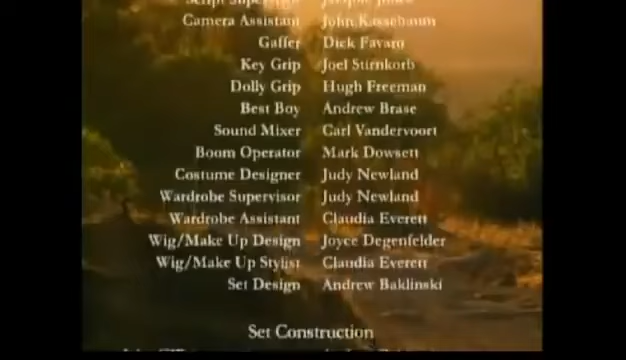 Camera Assistant John Kassebaum
Gaffer Dick Favaro
Key Grip Joel Stirnkorb
Dolly Grip Hugh Freeman
Best Boy Andrew Brase
Sound Mixer Carl Vandervoort
Boom Operator Mark Dowsett
Costume Designer Judy Newland
Wardrobe Supervisor Judy Newland
Wardrobe Assistant Claudia Everett
Wig/Make Up Design Joyce Degenfelder
Wig/Make Up Stylist Claudia Everett
Set Design Andrew Baklinski
Set Construction